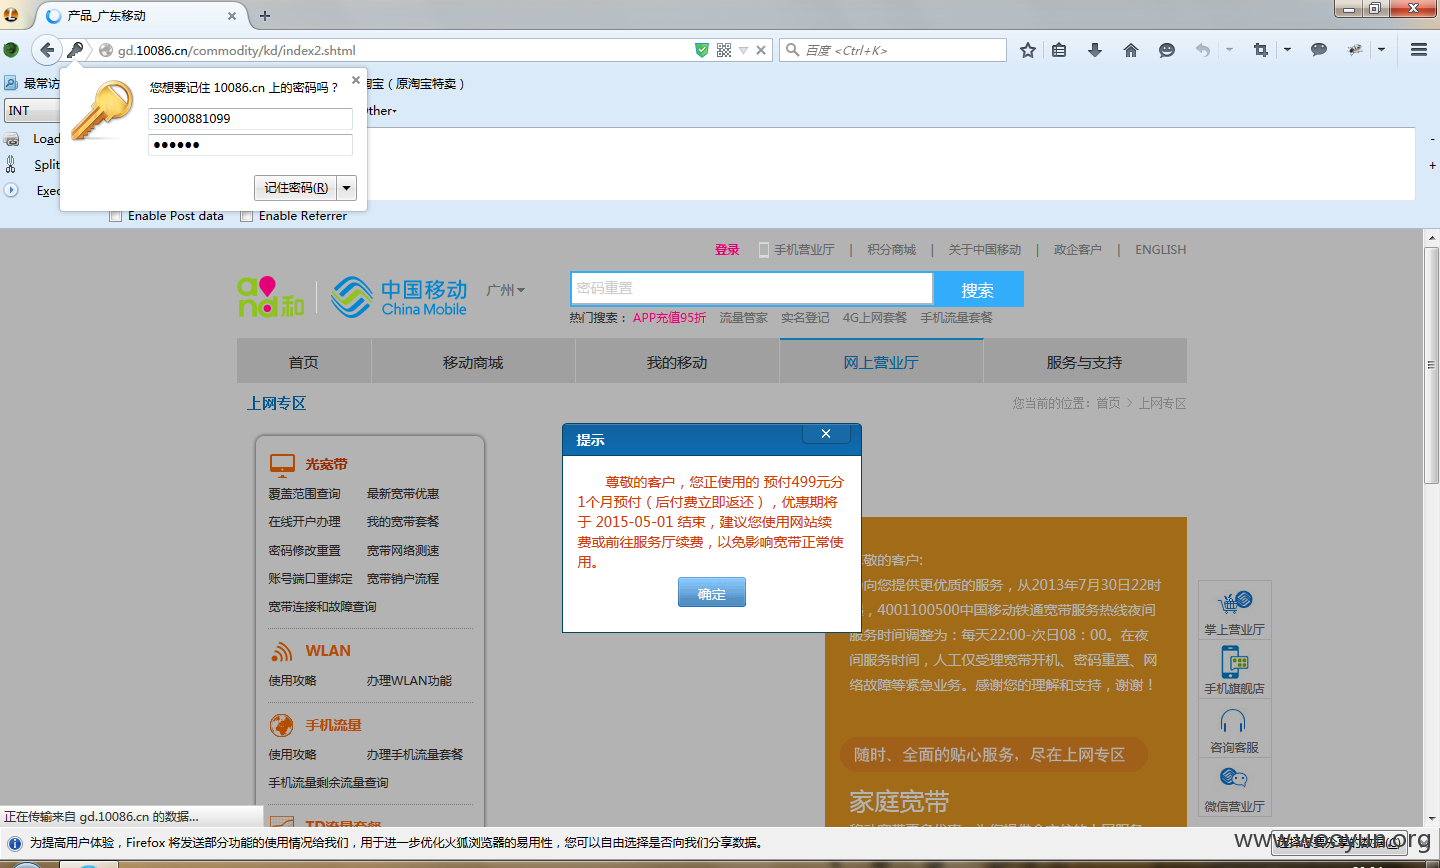 产品_广东移动
gd.10086.cn/commodity/kd/index2.shtml
百度 <Ctrl+K>
最常访
淘宝（原淘宝特卖）
您想要记住 10086.cn 上的密码吗？
39000881099
●●●●●●
记住密码(R)
INT
ther
Load
Split
Exec
Enable Post data
Enable Referrer
登录
手机营业厅 | 积分商城 | 关于中国移动 | 政企客户 | ENGLISH
and和
中国移动
China Mobile
广州
密码重置
搜索
热门搜索： APP充值95折 流量管家 实名登记 4G上网套餐 手机流量套餐
首页 移动商城 我的移动 网上营业厅 服务与支持
上网专区
您当前的位置：首页 > 上网专区
光宽带
覆盖范围查询 最新宽带优惠
在线开户办理 我的宽带套餐
密码修改重置 宽带网络测速
账号端口重绑定 宽带销户流程
宽带连接和故障查询
WLAN
使用攻略 办理WLAN功能
手机流量
使用攻略 办理手机流量套餐
手机流量剩余流量查询
TD流量套餐
提示
尊敬的客户，您正使用的 预付499元分
1个月预付（后付费立即返还），优惠期将
于 2015-05-01 结束，建议您使用网站续
费或前往服务厅续费，以免影响宽带正常使
用。
确定
敬的客户:
向您提供更优质的服务，从2013年7月30日22时
，4001100500中国移动铁通宽带服务热线夜间
服务时间调整为：每天22:00-次日08：00。在夜
间服务时间，人工仅受理宽带开机、密码重置、网
络故障等紧急业务。感谢您的理解和支持，谢谢！
随时、全面的贴心服务，尽在上网专区
家庭宽带
掌上营业厅
手机旗舰店
咨询客服
微信营业厅
正在传输来自 gd.10086.cn 的数据...
为提高用户体验，Firefox 将发送部分功能的使用情况给我们，用于进一步优化火狐浏览器的易用性，您可以自由选择是否向我们分享数据。
www.wooyun.org